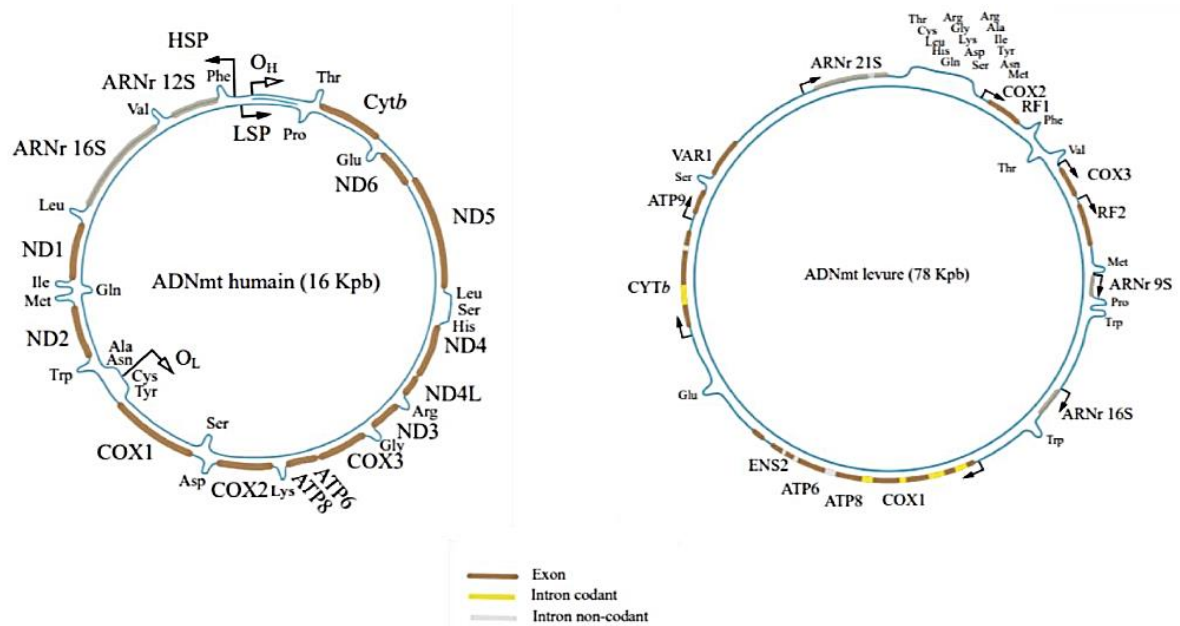 HSP
O_H
Phe
Thr
ARNr 12S
Cytb
Val
LSP
Pro
ARNr 16S
Glu
ND6
Leu
ND5
ND1
ADNmt humain (16 Kpb)
Ile
Gln
Met
Leu
Ser
His
ND2
ND4
Ala
Asn
O_L
Trp
Cys
Tyr
ND4L
Arg
ND3
Gly
Ser
COX1
COX3
Asp
COX2
Lys
ATP6
ATP8
Thr
Arg
Arg
Cys
Gly
Ala
Leu
Lys
Ile
His
Asp
Tyr
Gln
Ser
Asn
Met
ARNr 21S
COX2
RF1
Phe
VAR1
Val
Ser
Thr
COX3
ATP9
RF2
CYTb
ADNmt levure (78 Kpb)
Met
ARNr 9S
Pro
Trp
Glu
ARNr 16S
Trp
ENS2
ATP6
ATP8
COX1
Exon
Intron codant
Intron non-codant